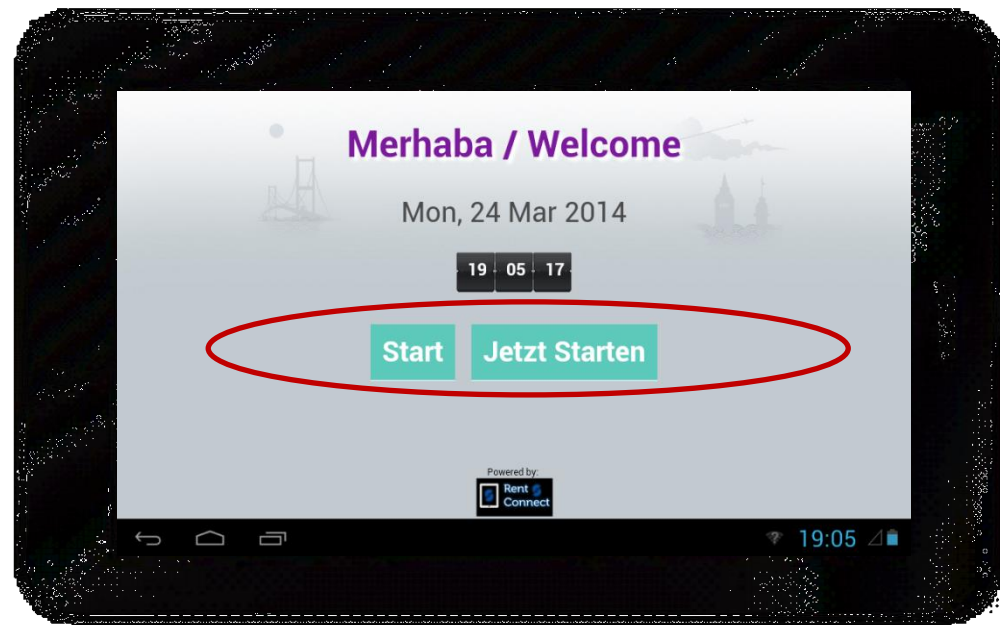 Merhaba / Welcome
Mon, 24 Mar 2014
19 05 17
Start Jetzt Starten
Powered by:
Rent
Connect
19:05